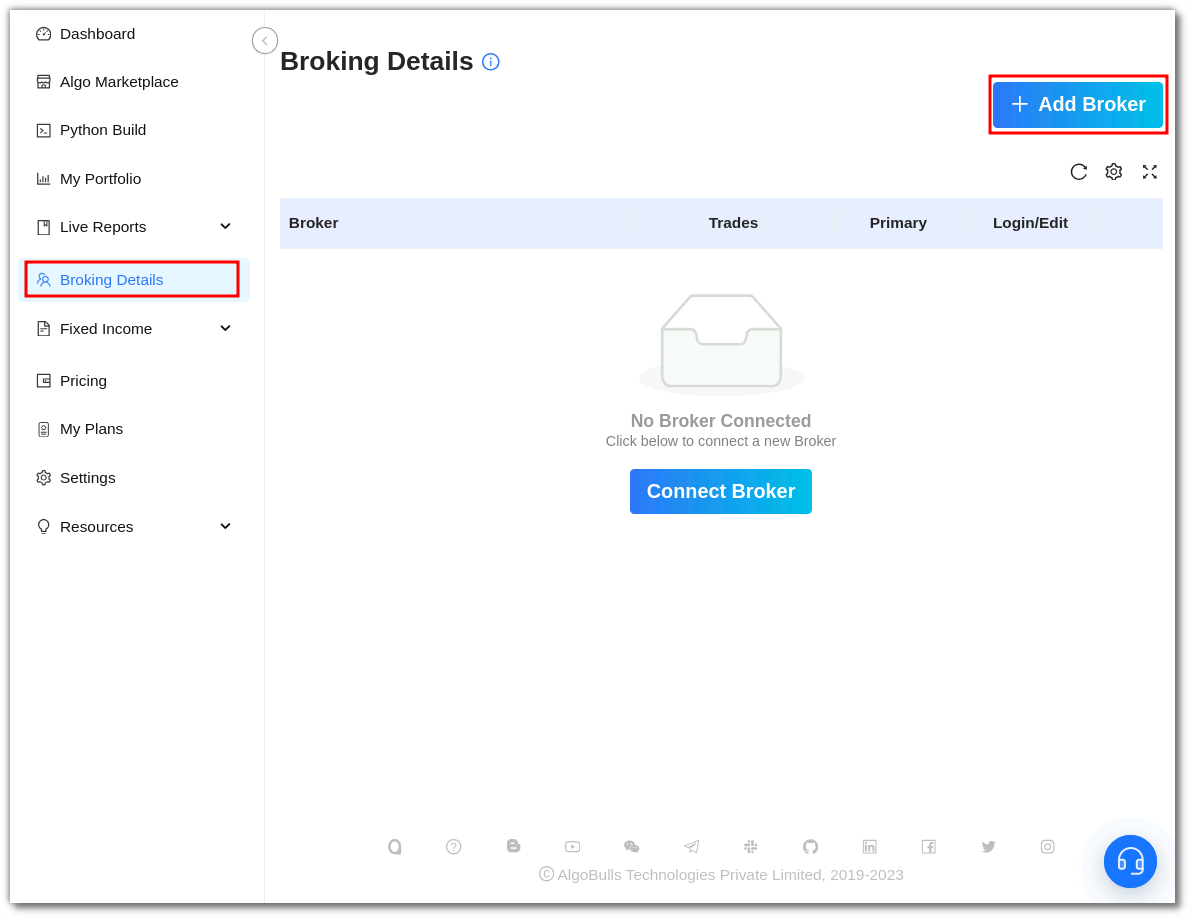 Dashboard
Algo Marketplace
Python Build
My Portfolio
Live Reports
Broking Details
Fixed Income
Pricing
My Plans
Settings
Resources
Broking Details
+ Add Broker
Broker Trades Primary Login/Edit
No Broker Connected
Click below to connect a new Broker
Connect Broker
© AlgoBulls Technologies Private Limited, 2019-2023